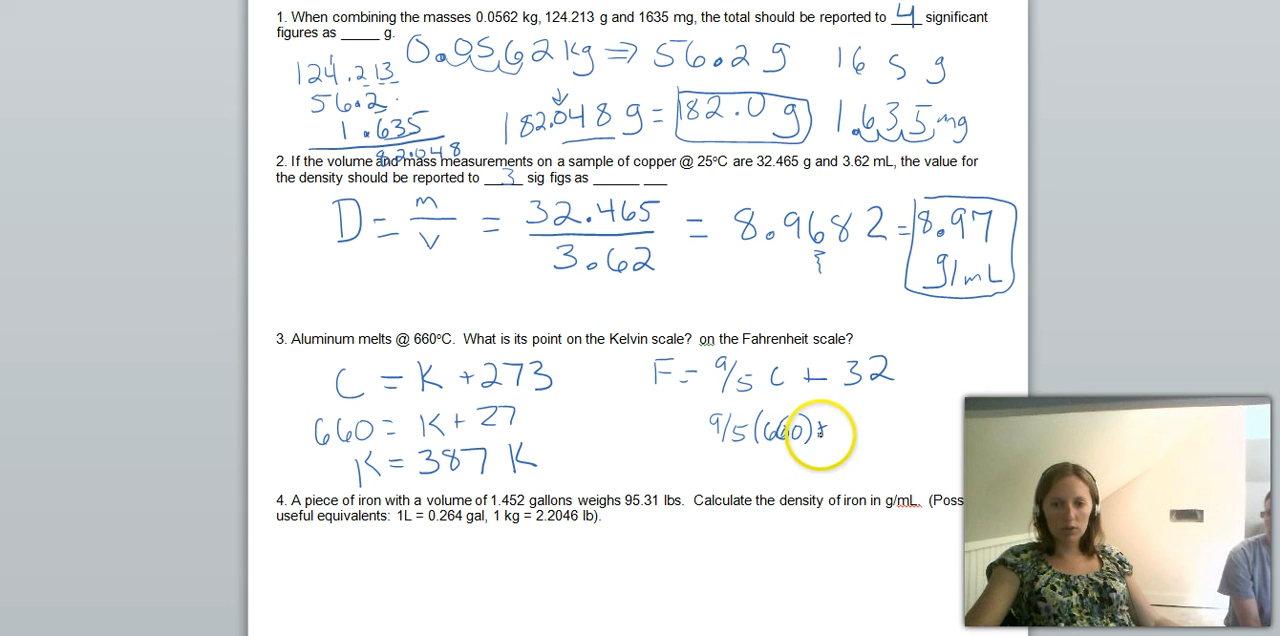 1. When combining the masses 0.0562 kg, 124.213 g and 1635 mg, the total should be reported to 4 significant
figures as _____ g.
0.0562 kg ⇒ 56.2 g 16 5 g
124.213
56.2
1.635
82.048
182.048 g = 182.0 g 1.635 mg
2. If the volume and mass measurements on a sample of copper @ 25°C are 32.465 g and 3.62 mL, the value for
the density should be reported to 3 sig figs as ______ ___
D = m/v = 32.465/3.62 = 8.9682 = 8.97 g/mL
3. Aluminum melts @ 660°C. What is its point on the Kelvin scale? on the Fahrenheit scale?
C = K + 273 F = 9/5 C + 32
660 = K + 27 9/5 (660) +
K = 387 K
4. A piece of iron with a volume of 1.452 gallons weighs 95.31 lbs. Calculate the density of iron in g/mL. (Poss
useful equivalents: 1L = 0.264 gal, 1 kg = 2.2046 lb).